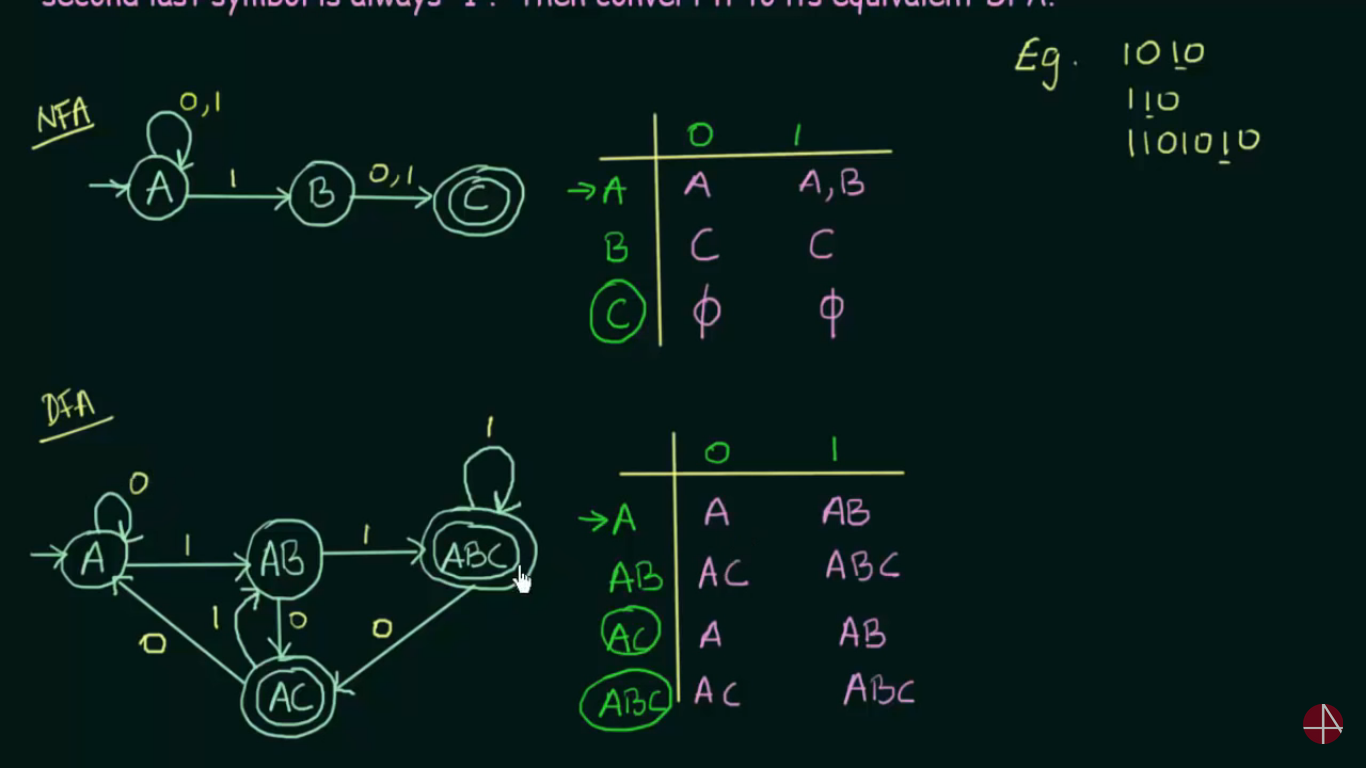 second last symbol is always '1'. Then convert it to its equivalent DFA.
Eg. 1010
110
1101010
NFA
0,1
A 1 B 0,1 C
0 1
→A A A,B
B C C
C ϕ ϕ
DFA
0
1
A 1 AB 1 ABC
0 1 0 0
AC
0 1
→A A AB
AB AC ABC
AC A AB
ABC AC ABC